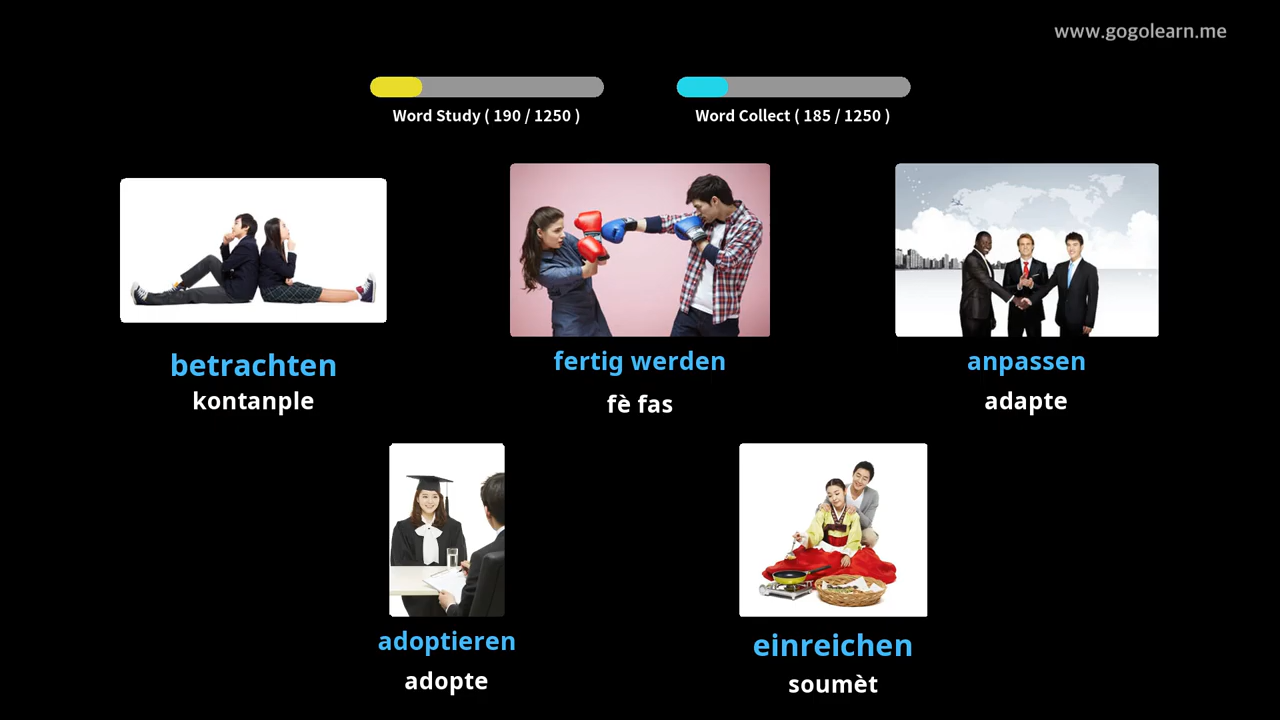 www.gogolearn.me
Word Study ( 190 / 1250 )
Word Collect ( 185 / 1250 )
betrachten
kontanple
fertig werden
fè fas
anpassen
adapte
adoptieren
adopte
einreichen
soumèt